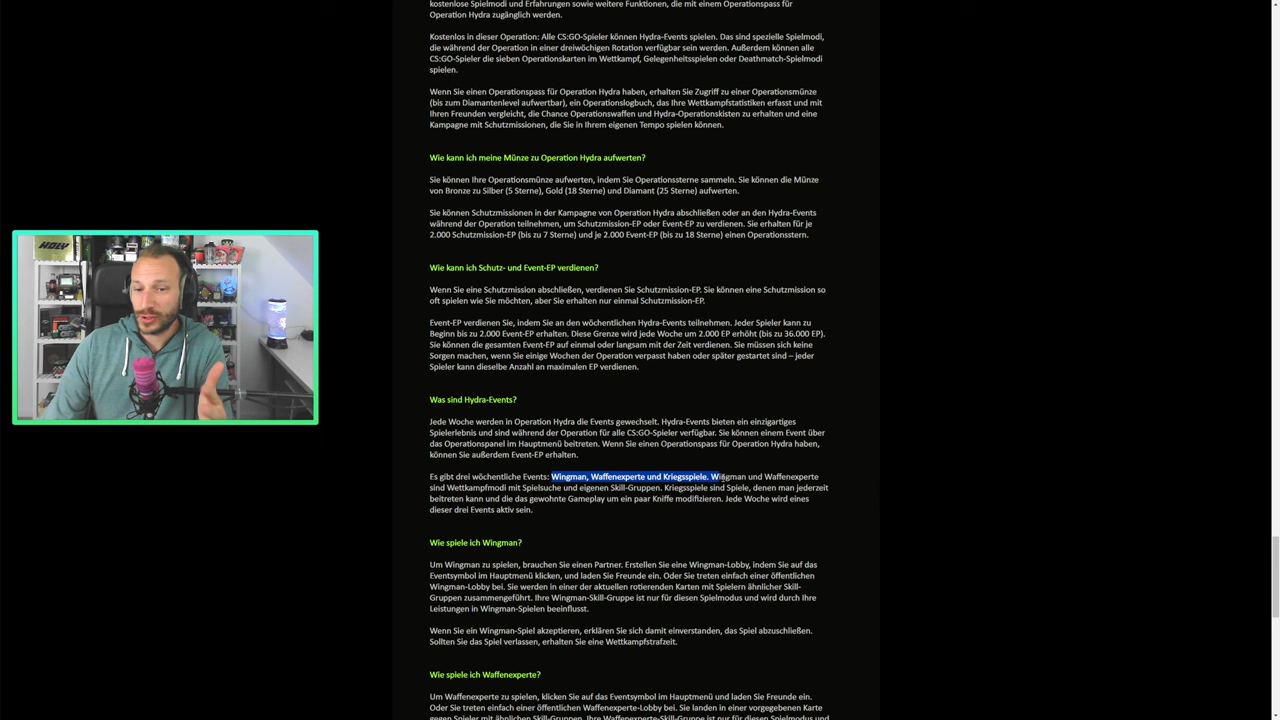 kostenlose Spielmodi und Erfahrungen sowie weitere Funktionen, die mit einem Operationspass für
Operation Hydra zugänglich werden.
Kostenlos in dieser Operation: Alle CS:GO-Spieler können Hydra-Events spielen. Das sind spezielle Spielmodi,
die während der Operation in einer dreiwöchigen Rotation verfügbar sein werden. Außerdem können alle
CS:GO-Spieler die sieben Operationskarten im Wettkampf, Gelegenheitsspielen oder Deathmatch-Spielmodi
spielen.
Wenn Sie einen Operationspass für Operation Hydra haben, erhalten Sie Zugriff zu einer Operationsmünze
(bis zum Diamantenlevel aufwertbar), ein Operationslogbuch, das Ihre Wettkampfstatistiken erfasst und mit
Ihren Freunden vergleicht, die Chance Operationswaffen und Hydra-Operationskisten zu erhalten und eine
Kampagne mit Schutzmissionen, die Sie in Ihrem eigenen Tempo spielen können.
Wie kann ich meine Münze zu Operation Hydra aufwerten?
Sie können Ihre Operationsmünze aufwerten, indem Sie Operationssterne sammeln. Sie können die Münze
von Bronze zu Silber (5 Sterne), Gold (18 Sterne) und Diamant (25 Sterne) aufwerten.
Sie können Schutzmissionen in der Kampagne von Operation Hydra abschließen oder an den Hydra-Events
während der Operation teilnehmen, um Schutzmission-EP oder Event-EP zu verdienen. Sie erhalten für je
2.000 Schutzmission-EP (bis zu 7 Sterne) und je 2.000 Event-EP (bis zu 18 Sterne) einen Operationsstern.
Wie kann ich Schutz- und Event-EP verdienen?
Wenn Sie eine Schutzmission abschließen, verdienen Sie Schutzmission-EP. Sie können eine Schutzmission so
oft spielen wie Sie möchten, aber Sie erhalten nur einmal Schutzmission-EP.
Event-EP verdienen Sie, indem Sie an den wöchentlichen Hydra-Events teilnehmen. Jeder Spieler kann zu
Beginn bis zu 2.000 Event-EP erhalten. Diese Grenze wird jede Woche um 2.000 EP erhöht (bis zu 36.000 EP).
Sie können die gesamten Event-EP auf einmal oder langsam mit der Zeit verdienen. Sie müssen sich keine
Sorgen machen, wenn Sie einige Wochen der Operation verpasst haben oder später gestartet sind – jeder
Spieler kann dieselbe Anzahl an maximalen EP verdienen.
Was sind Hydra-Events?
Jede Woche werden in Operation Hydra die Events gewechselt. Hydra-Events bieten ein einzigartiges
Spielerlebnis und sind während der Operation für alle CS:GO-Spieler verfügbar. Sie können einem Event über
das Operationspanel im Hauptmenü beitreten. Wenn Sie einen Operationspass für Operation Hydra haben,
können Sie außerdem Event-EP erhalten.
Es gibt drei wöchentliche Events: Wingman, Waffenexperte und Kriegsspiele. Wingman und Waffenexperte
sind Wettkampfmodi mit Spielsuche und eigenen Skill-Gruppen. Kriegsspiele sind Spiele, denen man jederzeit
beitreten kann und die das gewohnte Gameplay um ein paar Kniffe modifizieren. Jede Woche wird eines
dieser drei Events aktiv sein.
Wie spiele ich Wingman?
Um Wingman zu spielen, brauchen Sie einen Partner. Erstellen Sie eine Wingman-Lobby, indem Sie auf das
Eventsymbol im Hauptmenü klicken, und laden Sie Freunde ein. Oder Sie treten einfach einer öffentlichen
Wingman-Lobby bei. Sie werden in einer der aktuellen rotierenden Karten mit Spielern ähnlicher Skill-
Gruppen zusammengeführt. Ihre Wingman-Skill-Gruppe ist nur für diesen Spielmodus und wird durch Ihre
Leistungen in Wingman-Spielen beeinflusst.
Wenn Sie ein Wingman-Spiel akzeptieren, erklären Sie sich damit einverstanden, das Spiel abzuschließen.
Sollten Sie das Spiel verlassen, erhalten Sie eine Wettkampfstrafzeit.
Wie spiele ich Waffenexperte?
Um Waffenexperte zu spielen, klicken Sie auf das Eventsymbol im Hauptmenü und laden Sie Freunde ein.
Oder Sie treten einfach einer öffentlichen Waffenexperte-Lobby bei. Sie landen in einer vorgegebenen Karte
gegen Spieler mit ähnlichen Skill-Gruppen. Ihre Waffenexperte-Skill-Gruppe ist nur für diesen Spielmodus und
HOLY